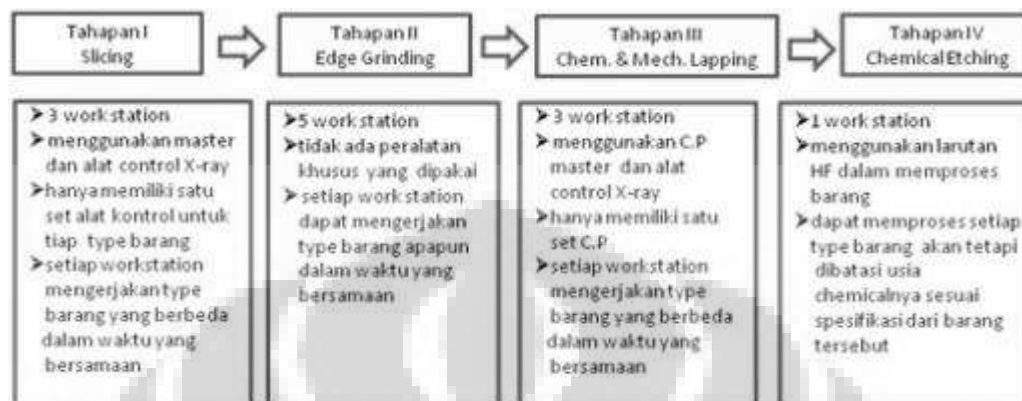 Tahapan I
Slicing
Tahapan II
Edge Grinding
Tahapan III
Chem. & Mech. Lapping
Tahapan IV
Chemical Etching
➤3 work station
➤menggunakan master
dan alat control X-ray
➤hanya memiliki satu
set alat kontrol untuk
tiap type barang
➤setiap workstation
mengerjakan type
barang yang berbeda
dalam waktu yang
bersamaan
➤5 work station
➤tidak ada peralatan
khusus yang dipakai
➤setiap work station
dapat mengerjakan
type barang apapun
dalam waktu yang
bersamaan
➤3 work station
➤menggunakan C.P
master dan alat
control X-ray
➤hanya memiliki satu
set C.P
➤setiap workstation
mengerjakan type
barang yang berbeda
dalam waktu yang
bersamaan
➤1 work station
➤menggunakan larutan
HF dalam memproses
barang
➤dapat memproses setiap
type barang akan tetapi
dibatasi usia
chemicalnya sesuai
spesifikasi dari barang
tersebut